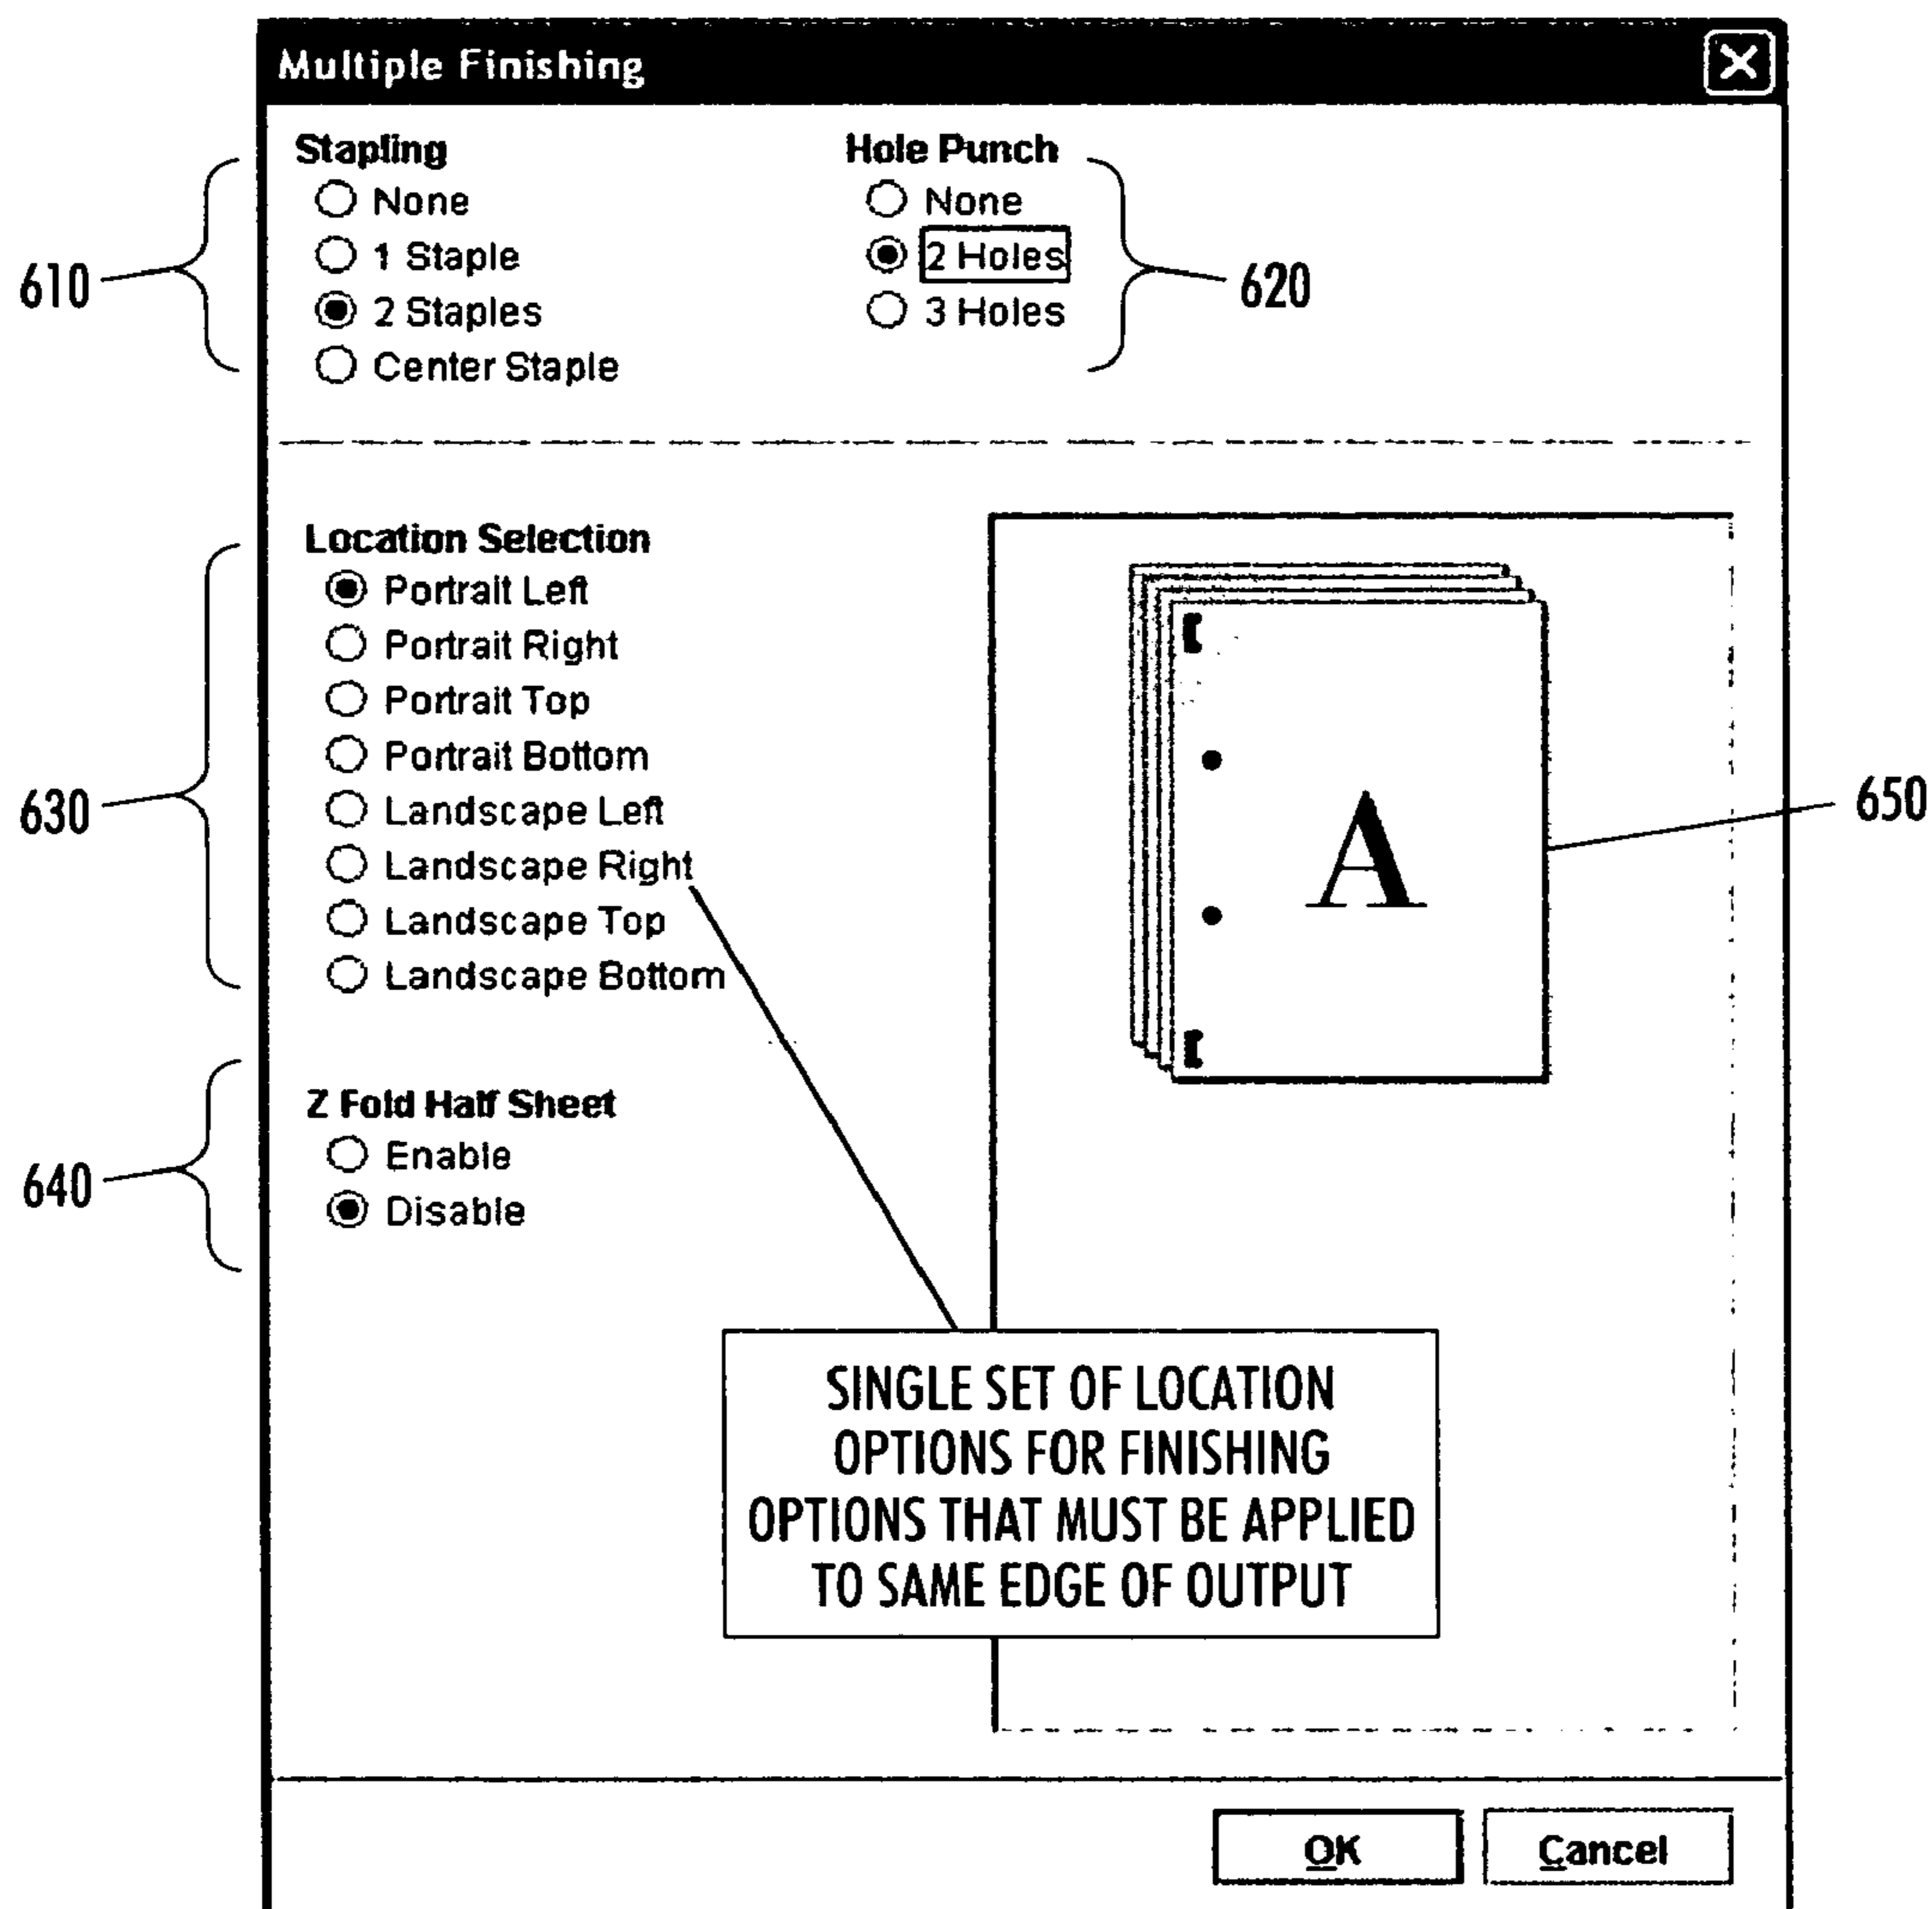 Multiple Finishing
Stapling
None
1 Staple
2 Staples
Center Staple
610
Hole Punch
None
2 Holes
3 Holes
620
Location Selection
Portrait Left
Portrait Right
Portrait Top
Portrait Bottom
Landscape Left
Landscape Right
Landscape Top
Landscape Bottom
630
A
650
Z Fold Half Sheet
Enable
Disable
640
SINGLE SET OF LOCATION
OPTIONS FOR FINISHING
OPTIONS THAT MUST BE APPLIED
TO SAME EDGE OF OUTPUT
OK
Cancel